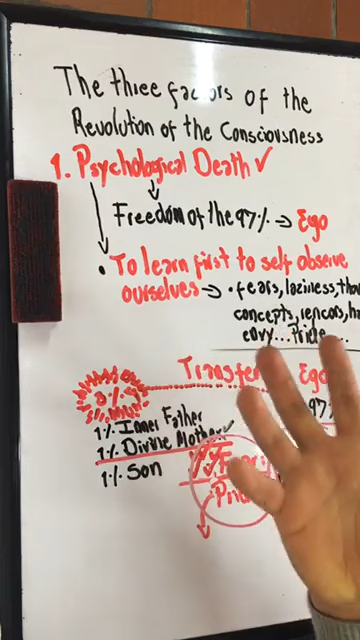 The three factors of the
Revolution of the Consciousness
1. Psychological Death ✓
Freedom of the 97% → Ego
• To learn first to self observe
ourselves → • fears, laziness,
concepts,
envy...
3%
Ego
97%
1% Inner Father
1% Divine Mother
1% Son